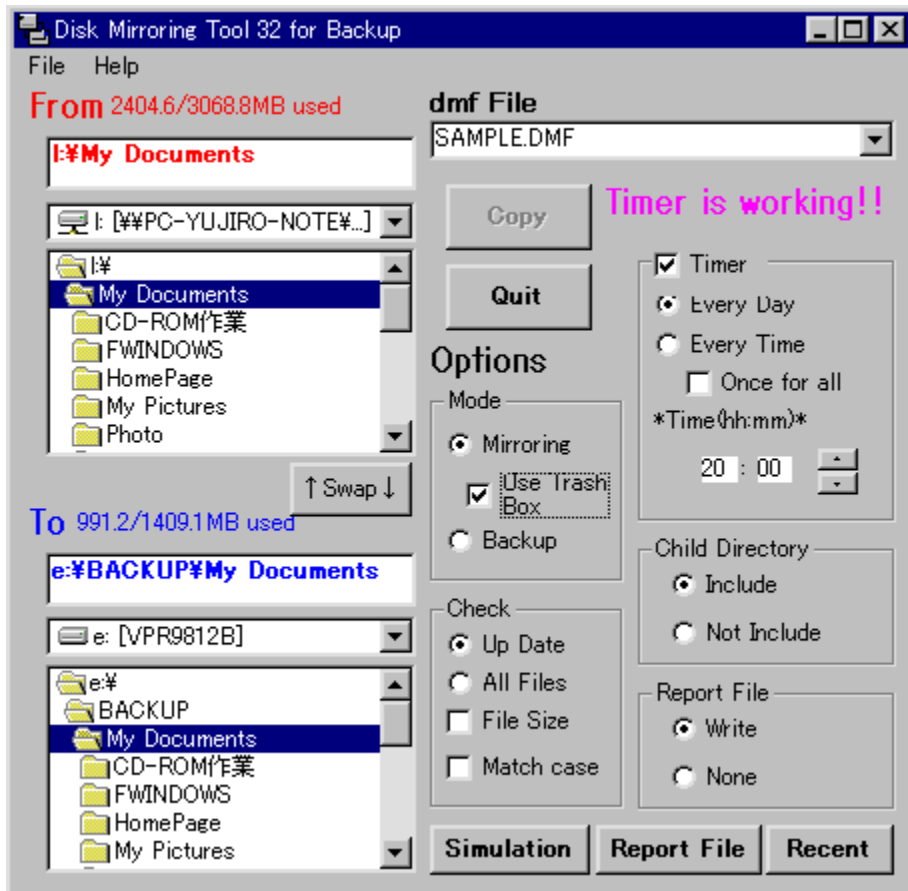 Disk Mirroring Tool 32 for Backup
File Help
From 2404.6/3068.8MB used
I:¥My Documents
I: [¥¥PC-YUJIRO-NOTE¥...]
I:¥
My Documents
CD-ROM作業
FWINDOWS
HomePage
My Pictures
Photo
↑Swap↓
To 991.2/1409.1MB used
e:¥BACKUP¥My Documents
e: [VPR9812B]
e:¥
BACKUP
My Documents
CD-ROM作業
FWINDOWS
HomePage
My Pictures
dmf File
SAMPLE.DMF
Copy
Quit
Timer is working!!
Options
Mode
Mirroring
Use Trash
Box
Backup
Check
Up Date
All Files
File Size
Match case
Timer
Every Day
Every Time
Once for all
*Time(hh:mm)*
20 : 00
Child Directory
Include
Not Include
Report File
Write
None
Simulation
Report File
Recent